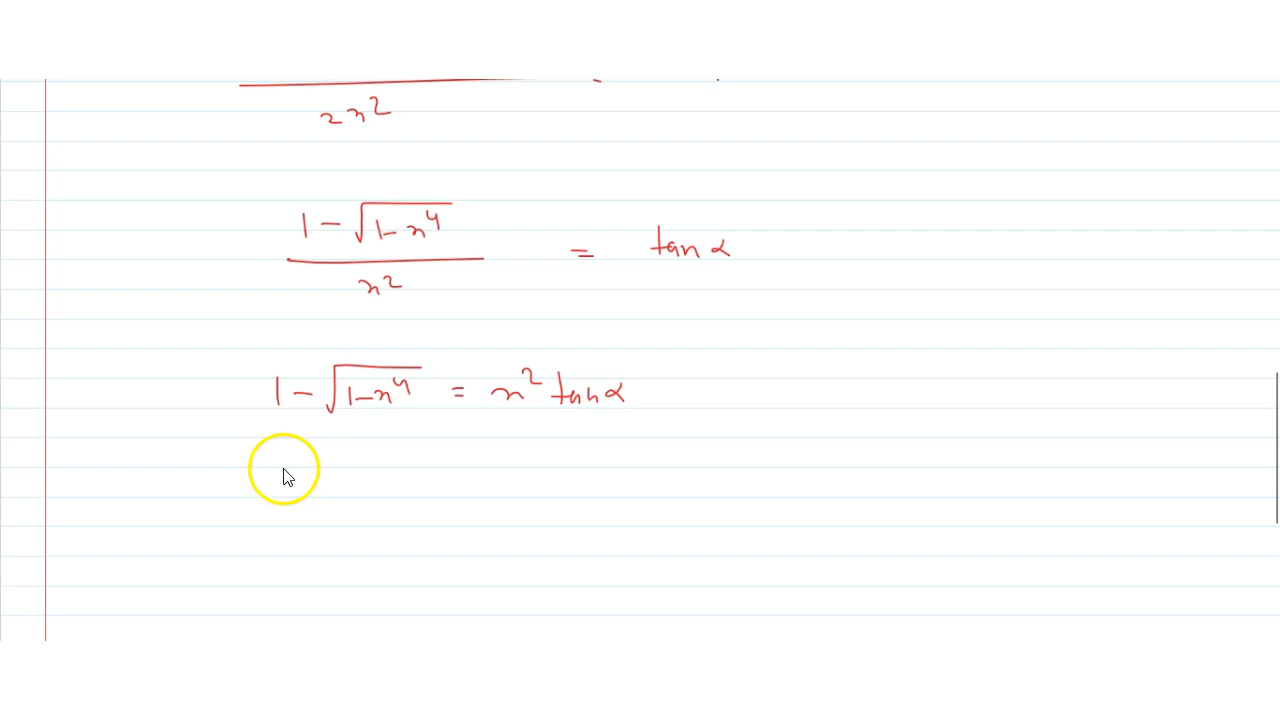 2x²
1 - √(1-x⁴) / x² = tan α
1 - √(1-x⁴) = x² tan α